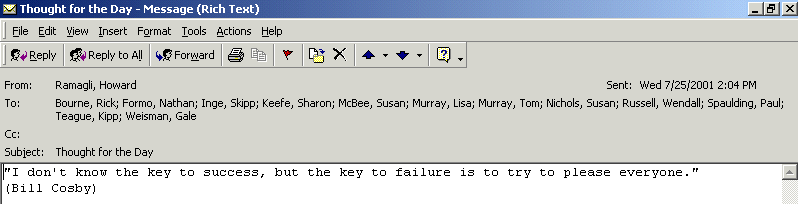 Thought for the Day - Message (Rich Text)
File Edit View Insert Format Tools Actions Help
Reply Reply to All Forward
From: Ramagli, Howard Sent: Wed 7/25/2001 2:04 PM
To: Bourne, Rick; Formo, Nathan; Inge, Skipp; Keefe, Sharon; McBee, Susan; Murray, Lisa; Murray, Tom; Nichols, Susan; Russell, Wendall; Spaulding, Paul;
Teague, Kipp; Weisman, Gale
Cc:
Subject: Thought for the Day
"I don't know the key to success, but the key to failure is to try to please everyone."
(Bill Cosby)